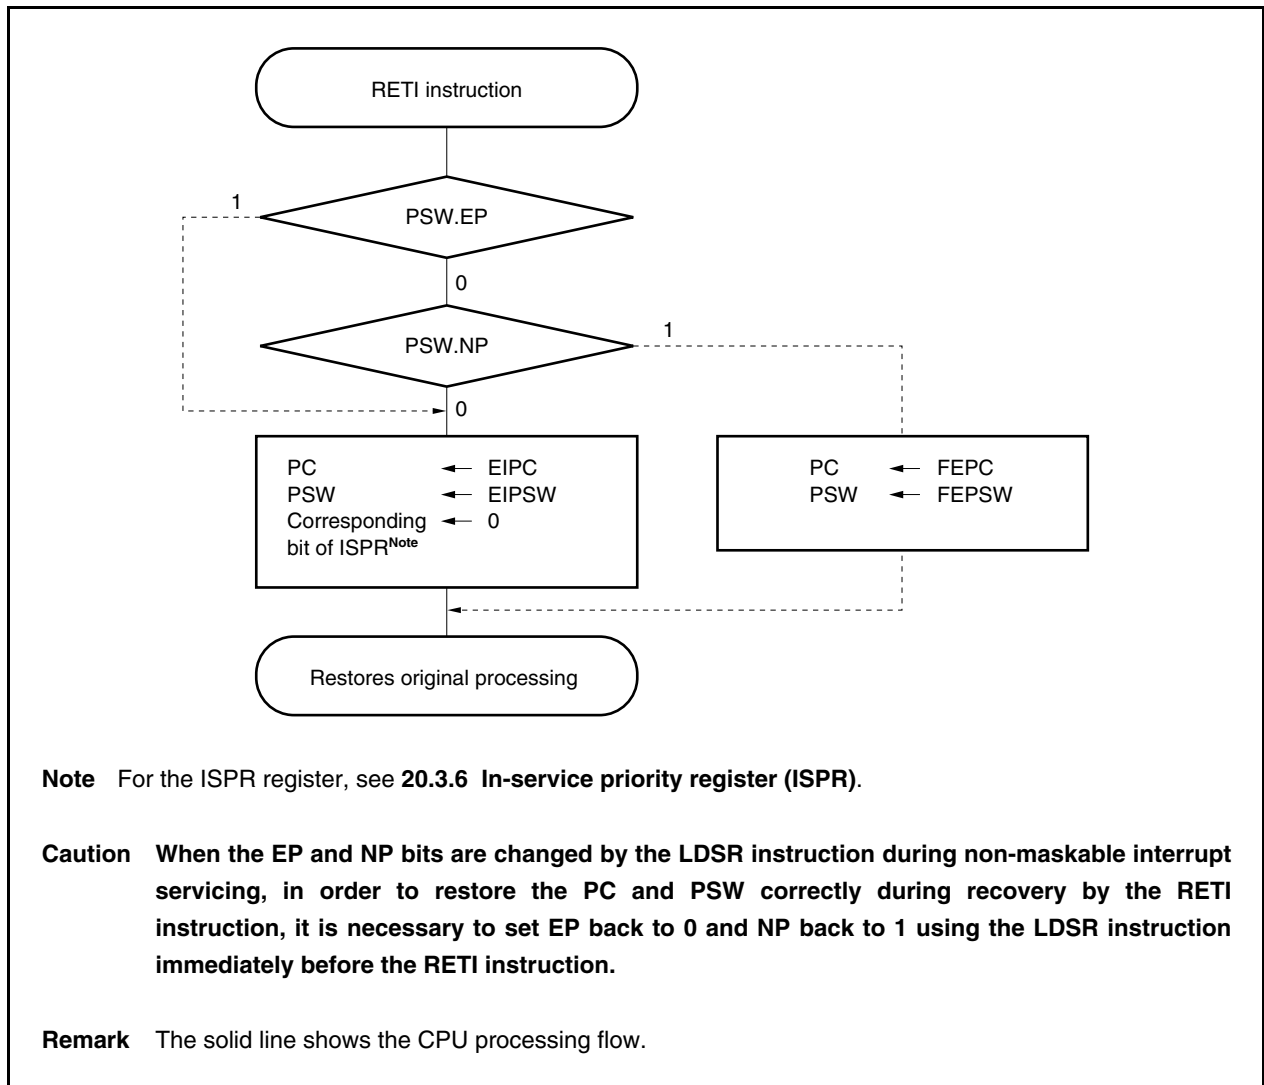 RETI instruction
1
PSW.EP
0
PSW.NP
1
0
PC ← EIPC
PSW ← EIPSW
Corresponding ← 0
bit of ISPRNote
PC ← FEPC
PSW ← FEPSW
Restores original processing
Note For the ISPR register, see 20.3.6 In-service priority register (ISPR).
Caution When the EP and NP bits are changed by the LDSR instruction during non-maskable interrupt
servicing, in order to restore the PC and PSW correctly during recovery by the RETI
instruction, it is necessary to set EP back to 0 and NP back to 1 using the LDSR instruction
immediately before the RETI instruction.
Remark The solid line shows the CPU processing flow.